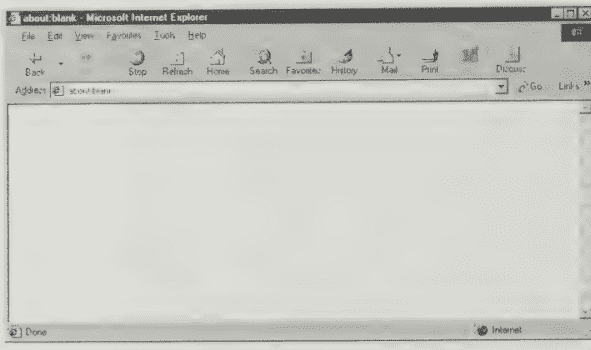 about:blank - Microsoft Internet Explorer
File Edit View Favorites Tools Help
Back Stop Refresh Home Search Favorites History Mail Print Discuss
Address about:blank Go Links »
Done Internet